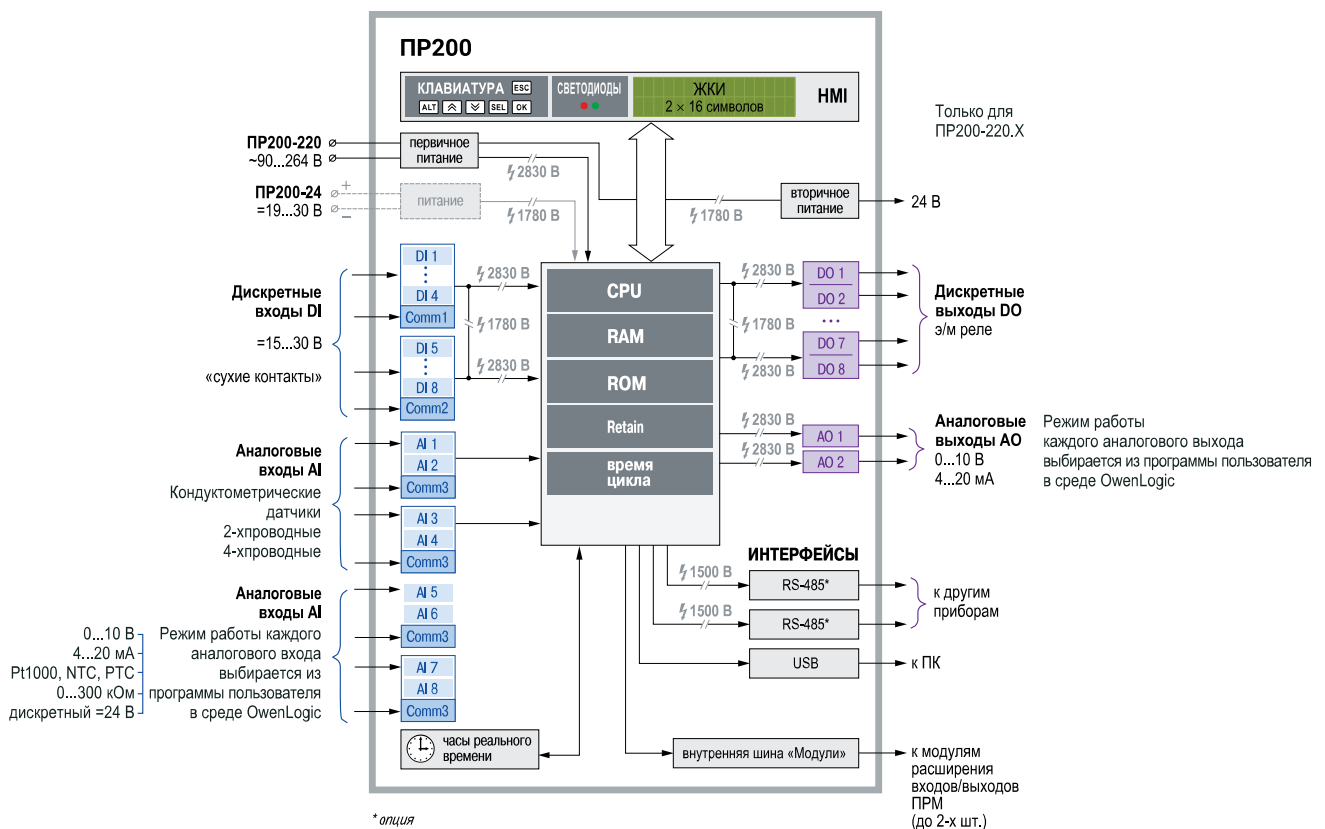 ПР200
КЛАВИАТУРА ESC
ALT SEL OK
СВЕТОДИОДЫ
ЖКИ
2 × 16 символов
HMI
Только для
ПР200-220.X
ПР200-220
~90...264 В
первичное
питание
2830 В
ПР200-24
=19...30 В
+
–
питание
1780 В
1780 В
вторичное
питание
24 В
Дискретные
входы DI
=15...30 В
«сухие контакты»
DI 1
DI 4
Comm1
DI 5
DI 8
Comm2
2830 В
1780 В
2830 В
CPU
RAM
ROM
Retain
время
цикла
2830 В
1780 В
2830 В
DO 1
DO 2
...
DO 7
DO 8
Дискретные
выходы DO
э/м реле
Аналоговые
входы AI
Кондуктометрические
датчики
2-хпроводные
4-хпроводные
AI 1
AI 2
Comm3
AI 3
AI 4
Comm3
2830 В
2830 В
AO 1
AO 2
Аналоговые
выходы АО
0...10 В
4...20 мА
Режим работы
каждого аналогового выхода
выбирается из программы пользователя
в среде OwenLogic
Аналоговые
входы AI
0...10 В
4...20 мА
Pt1000, NTC, PTC
0...300 кОм
дискретный =24 В
Режим работы каждого
аналогового входа
выбирается из
программы пользователя
в среде OwenLogic
AI 5
AI 6
Comm3
AI 7
AI 8
Comm3
ИНТЕРФЕЙСЫ
1500 В
RS-485*
1500 В
RS-485*
к другим
приборам
USB
к ПК
часы реального
времени
внутренняя шина «Модули»
к модулям
расширения
входов/выходов
ПРМ
(до 2-х шт.)
* опция